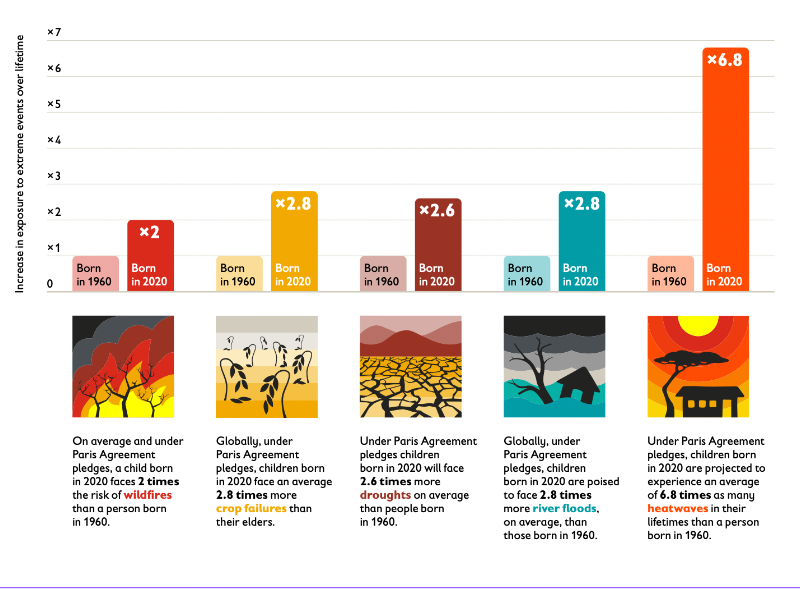 Increase in exposure to extreme events over lifetime
×7
×6
×5
×4
×3
×2
×1
0
Born
in 1960
×2
Born
in 2020
Born
in 1960
×2.8
Born
in 2020
Born
in 1960
×2.6
Born
in 2020
Born
in 1960
×2.8
Born
in 2020
Born
in 1960
×6.8
Born
in 2020
On average and under
Paris Agreement
pledges, a child born
in 2020 faces 2 times
the risk of wildfires
than a person born
in 1960.
Globally, under
Paris Agreement
pledges, children born
in 2020 face an average
2.8 times more
crop failures than
their elders.
Under Paris Agreement
pledges children
born in 2020 will face
2.6 times more
droughts on average
than people born
in 1960.
Globally, under
Paris Agreement
pledges, children
born in 2020 are poised
to face 2.8 times
more river floods,
on average, than
those born in 1960.
Under Paris Agreement
pledges, children born
in 2020 are projected to
experience an average
of 6.8 times as many
heatwaves in their
lifetimes than a person
born in 1960.